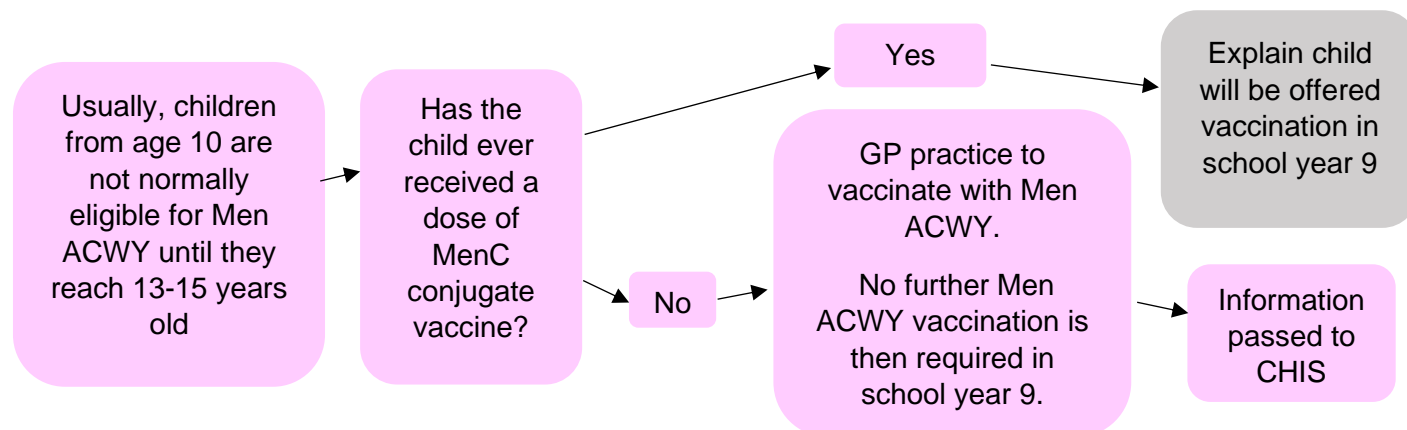 Usually, children
from age 10 are
not normally
eligible for Men
ACWY until they
reach 13-15 years
old
Has the
child ever
received a
dose of
MenC
conjugate
vaccine?
Yes
Explain child
will be offered
vaccination in
school year 9
No
GP practice to
vaccinate with Men
ACWY.
No further Men
ACWY vaccination is
then required in
school year 9.
Information
passed to
CHIS